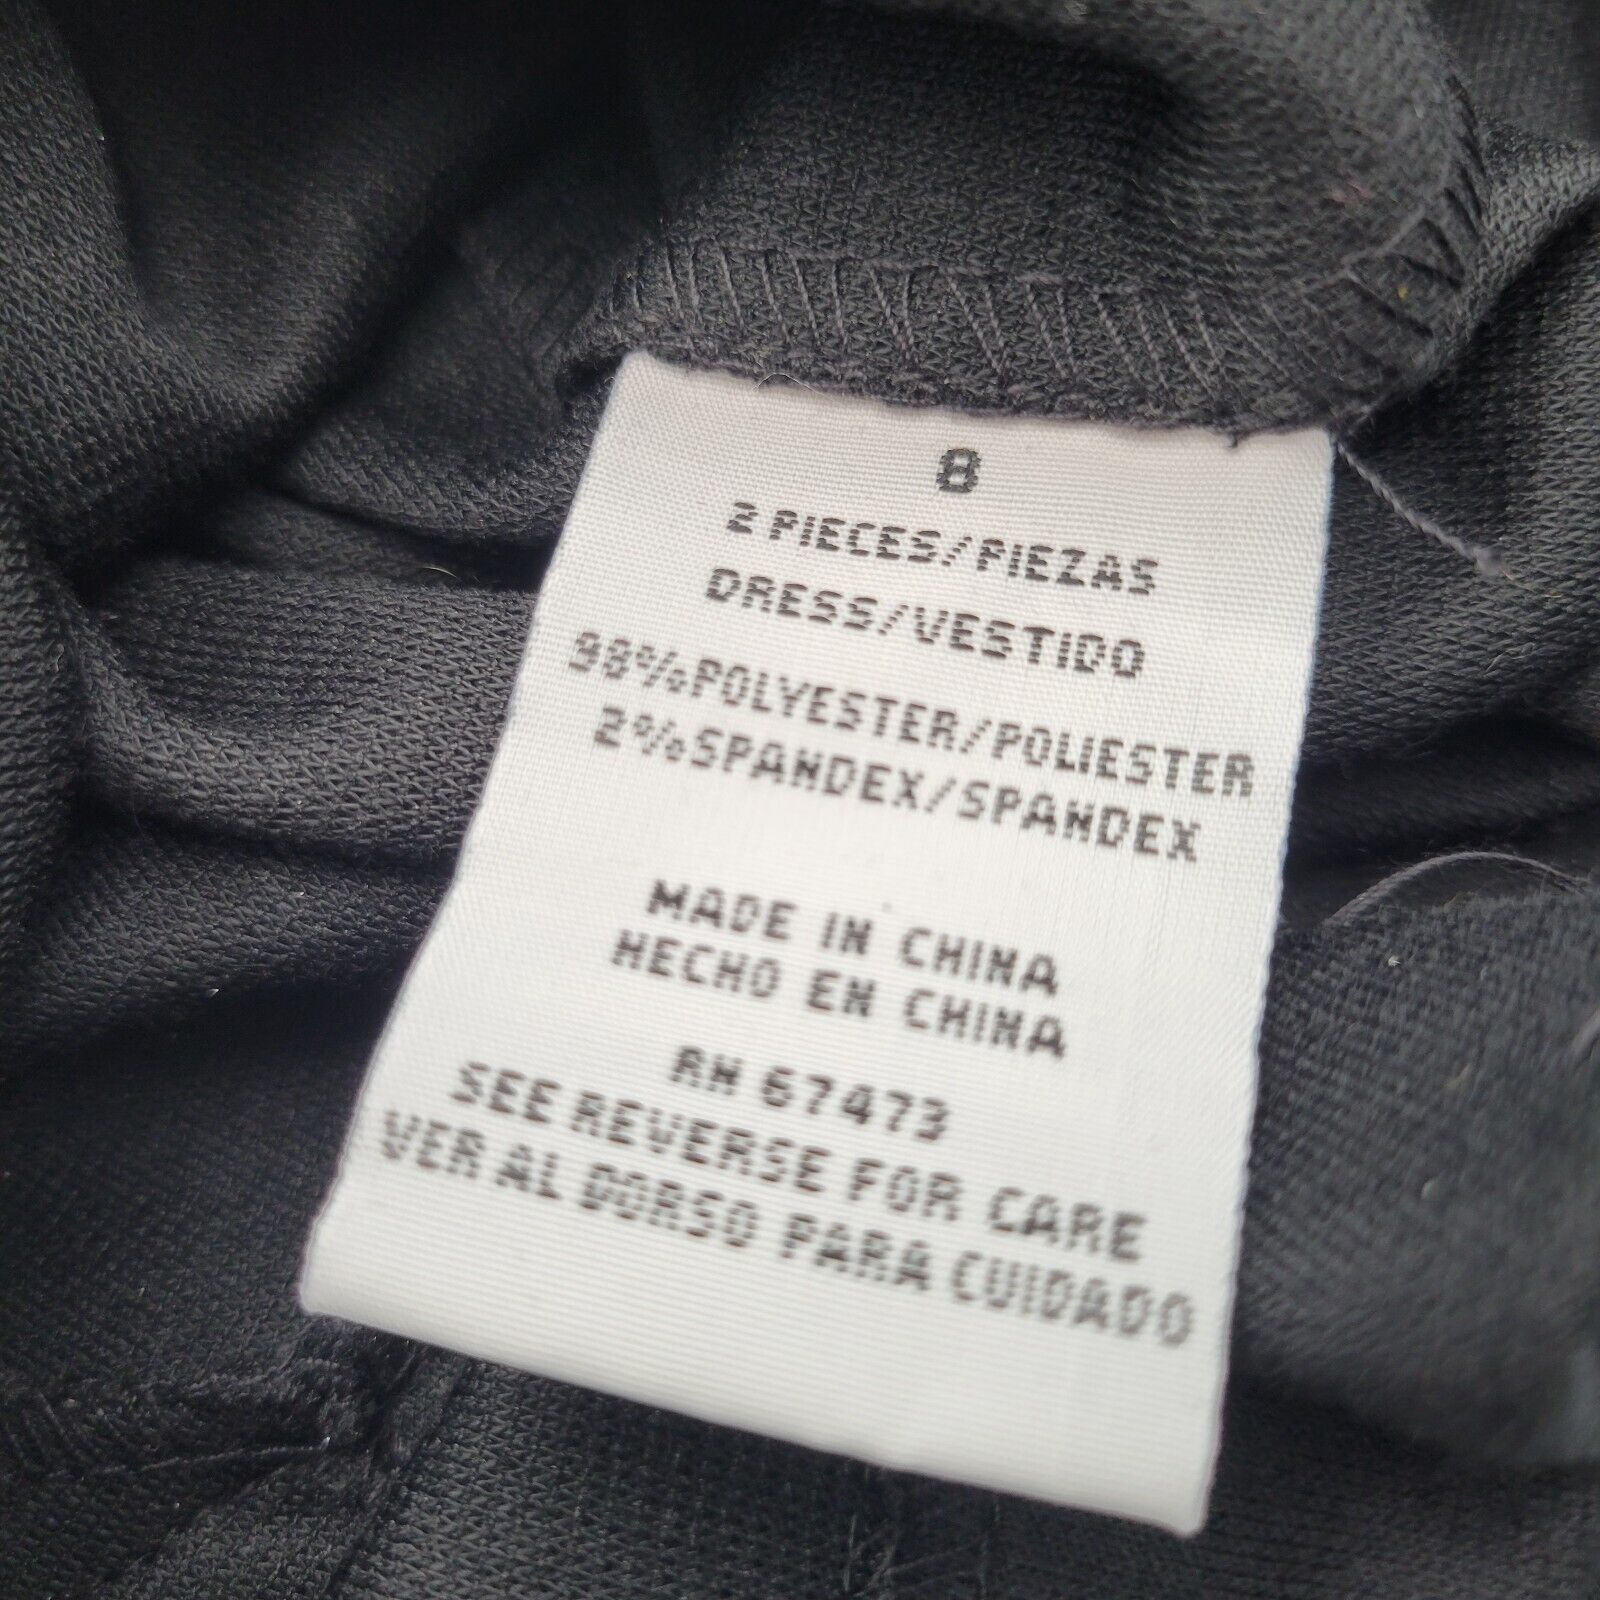 8
2 PIECES/PIEZAS
DRESS/VESTIDO
98%POLYESTER/POLIESTER
2%SPANDEX/SPANDEX
MADE IN CHINA
HECHO EN CHINA
RN 67473
SEE REVERSE FOR CARE
VER AL DORSO PARA CUIDADO